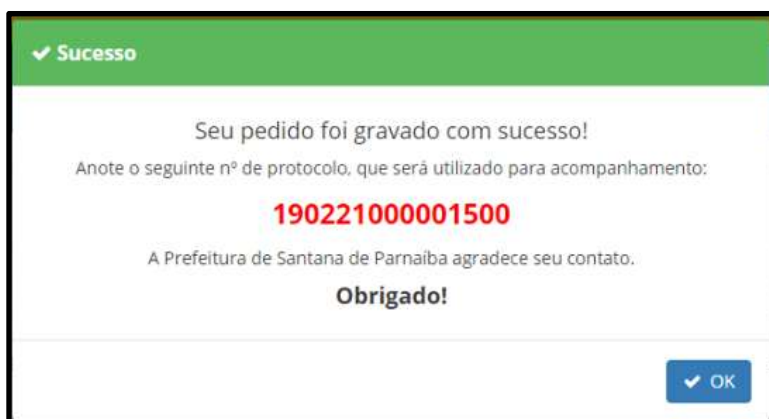 Sucesso
Seu pedido foi gravado com sucesso!
Anote o seguinte nº de protocolo, que será utilizado para acompanhamento:
190221000001500
A Prefeitura de Santana de Parnaíba agradece seu contato.
Obrigado!
OK